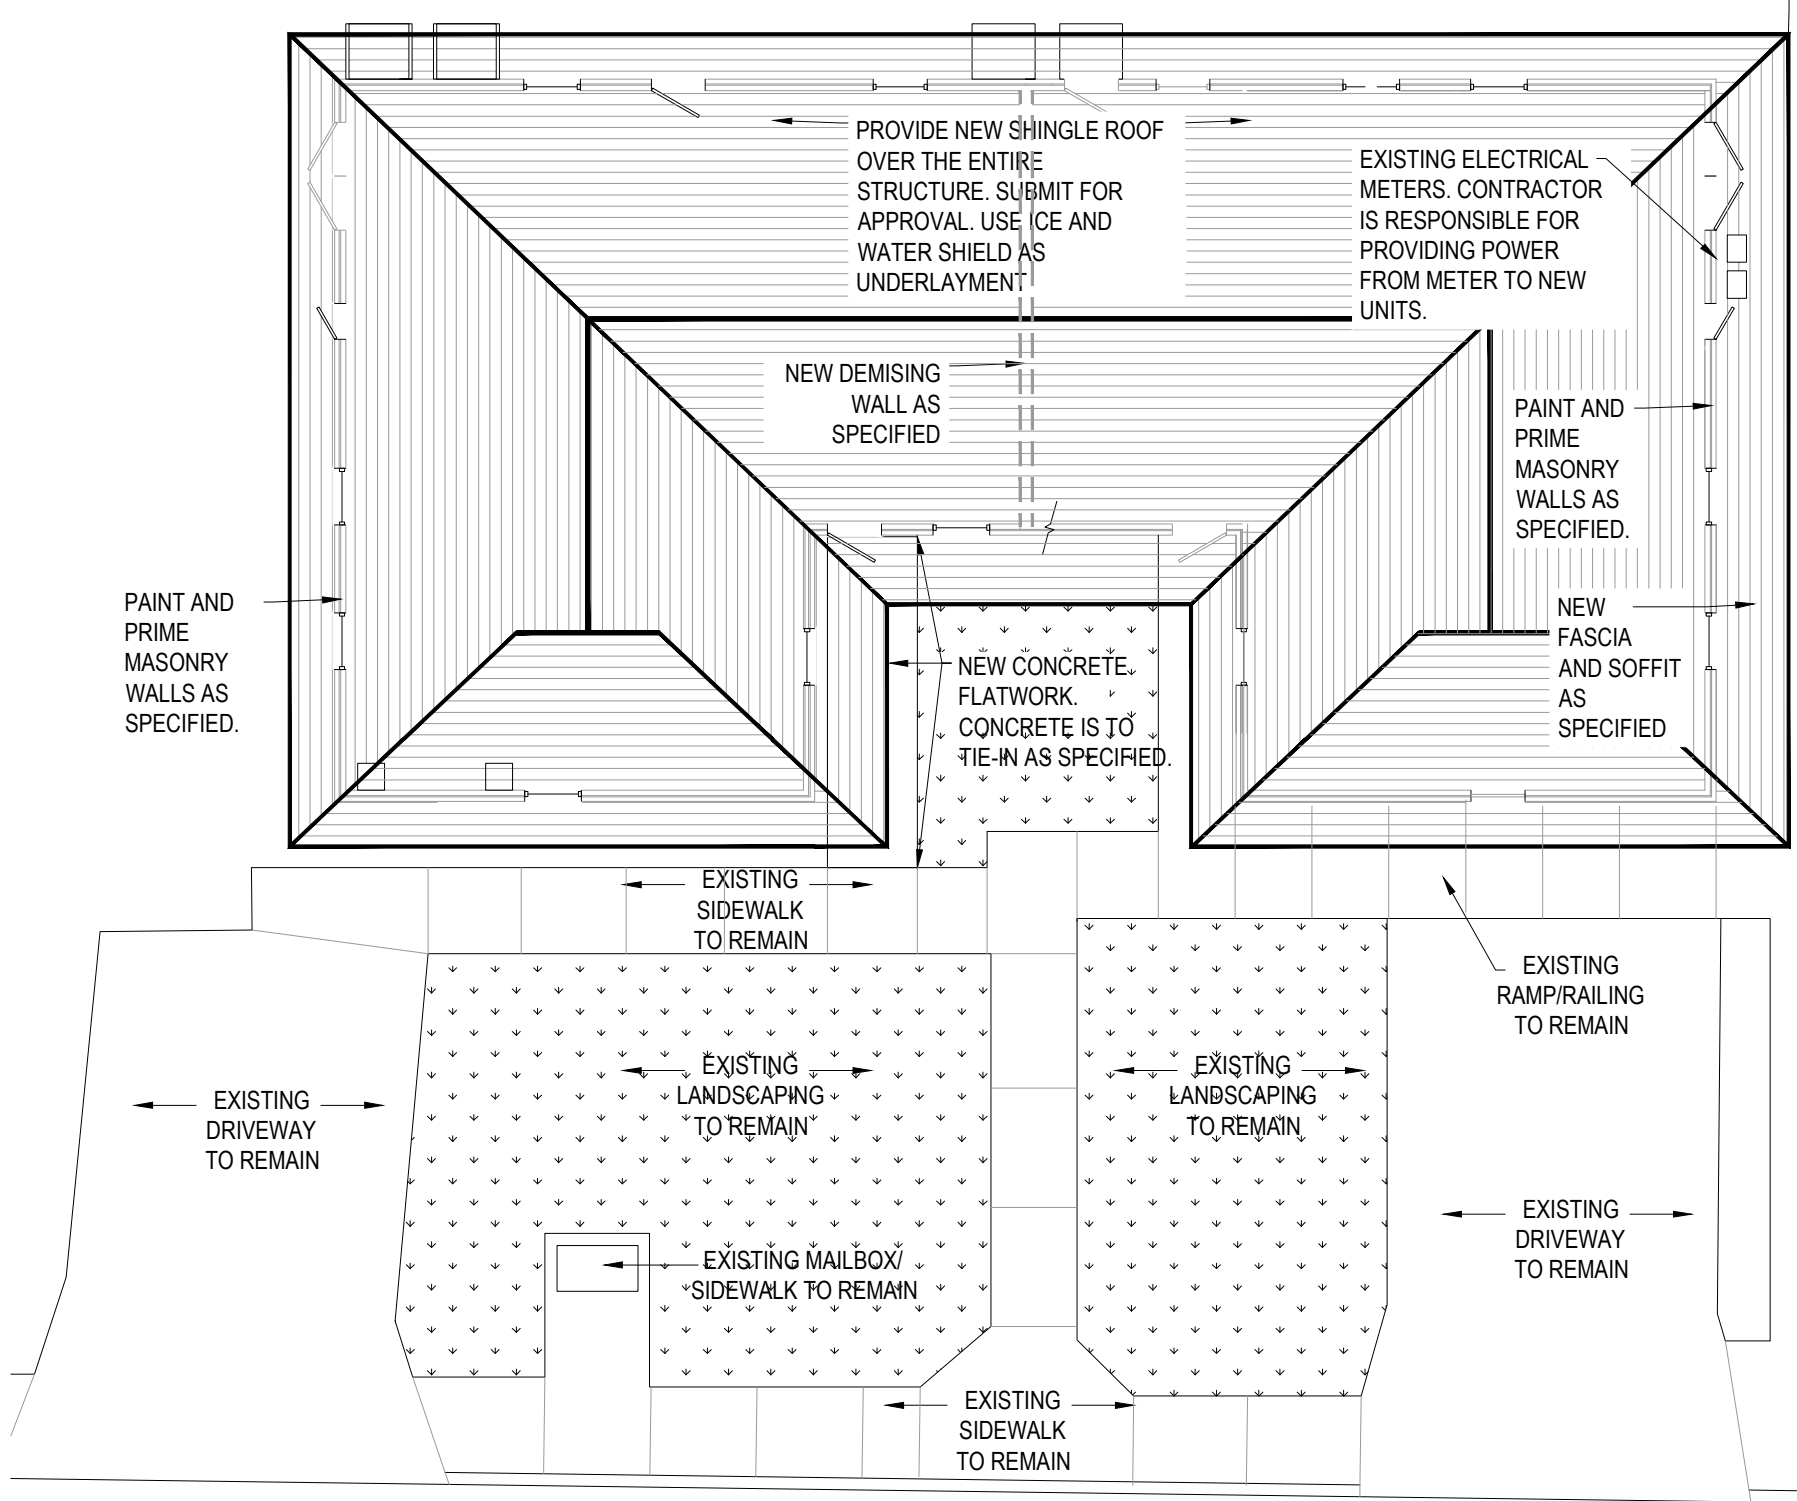 PROVIDE NEW SHINGLE ROOF
OVER THE ENTIRE
STRUCTURE. SUBMIT FOR
APPROVAL. USE ICE AND
WATER SHIELD AS
UNDERLAYMENT
EXISTING ELECTRICAL
METERS. CONTRACTOR
IS RESPONSIBLE FOR
PROVIDING POWER
FROM METER TO NEW
UNITS.
NEW DEMISING
WALL AS
SPECIFIED
PAINT AND
PRIME
MASONRY
WALLS AS
SPECIFIED.
PAINT AND
PRIME
MASONRY
WALLS AS
SPECIFIED.
NEW
FASCIA
AND SOFFIT
AS
SPECIFIED
NEW CONCRETE
FLATWORK.
CONCRETE IS TO
TIE-IN AS SPECIFIED.
EXISTING
SIDEWALK
TO REMAIN
EXISTING
RAMP/RAILING
TO REMAIN
EXISTING
LANDSCAPING
TO REMAIN
EXISTING
LANDSCAPING
TO REMAIN
EXISTING
DRIVEWAY
TO REMAIN
EXISTING
DRIVEWAY
TO REMAIN
EXISTING MAILBOX/
SIDEWALK TO REMAIN
EXISTING
SIDEWALK
TO REMAIN